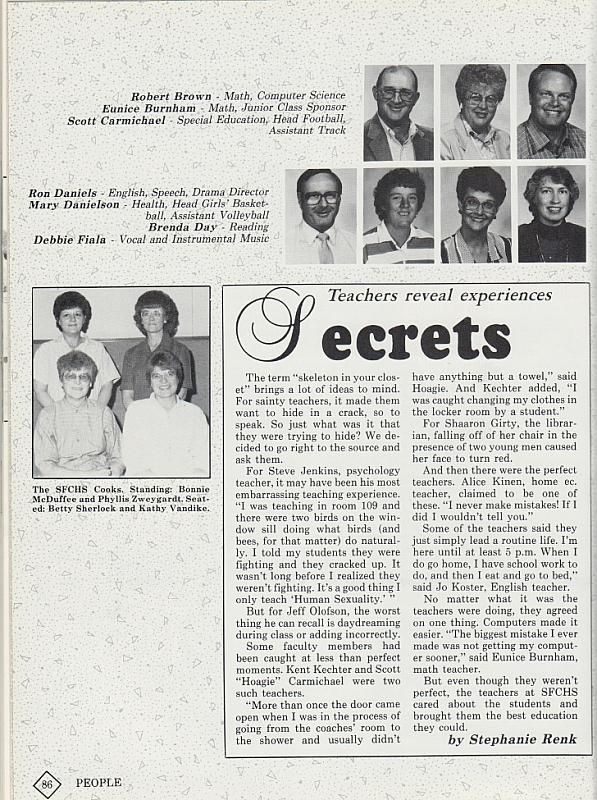 Robert Brown - Math, Computer Science
Eunice Burnham - Math, Junior Class Sponsor
Scott Carmichael - Special Education, Head Football,
Assistant Track
Ron Daniels - English, Speech, Drama Director
Mary Danielson - Health, Head Girls' Basket-
ball, Assistant Volleyball
Brenda Day - Reading
Debbie Fiala - Vocal and Instrumental Music
The SFCHS Cooks. Standing: Bonnie
McDuffee and Phyllis Zweygardt. Seat-
ed: Betty Sherlock and Kathy Vandike.
Teachers reveal experiences
Secrets
The term "skeleton in your clos-
et" brings a lot of ideas to mind.
For sainty teachers, it made them
want to hide in a crack, so to
speak. So just what was it that
they were trying to hide? We de-
cided to go right to the source and
ask them.
For Steve Jenkins, psychology
teacher, it may have been his most
embarrassing teaching experience.
"I was teaching in room 109 and
there were two birds on the win-
dow sill doing what birds (and
bees, for that matter) do natural-
ly. I told my students they were
fighting and they cracked up. It
wasn't long before I realized they
weren't fighting. It's a good thing I
only teach 'Human Sexuality.' "
But for Jeff Olofson, the worst
thing he can recall is daydreaming
during class or adding incorrectly.
Some faculty members had
been caught at less than perfect
moments. Kent Kechter and Scott
"Hoagie" Carmichael were two
such teachers.
"More than once the door came
open when I was in the process of
going from the coaches' room to
the shower and usually didn't
have anything but a towel," said
Hoagie. And Kechter added, "I
was caught changing my clothes in
the locker room by a student."
For Shaaron Girty, the librar-
ian, falling off of her chair in the
presence of two young men caused
her face to turn red.
And then there were the perfect
teachers. Alice Kinen, home ec.
teacher, claimed to be one of
these. "I never make mistakes! If I
did I wouldn't tell you."
Some of the teachers said they
just simply lead a routine life. I'm
here until at least 5 p.m. When I
do go home, I have school work to
do, and then I eat and go to bed,"
said Jo Koster, English teacher.
No matter what it was the
teachers were doing, they agreed
on one thing. Computers made it
easier. "The biggest mistake I ever
made was not getting my comput-
er sooner," said Eunice Burnham,
math teacher.
But even though they weren't
perfect, the teachers at SFCHS
cared about the students and
brought them the best education
they could.
by Stephanie Renk
86 PEOPLE